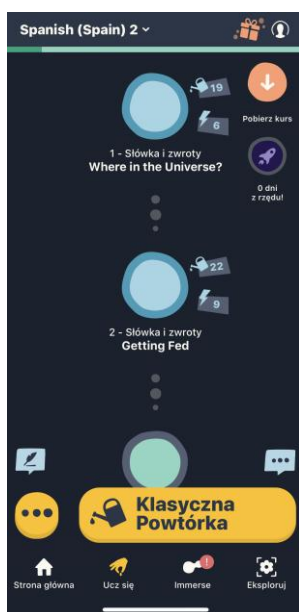 Spanish (Spain) 2
19
6
Pobierz kurs
1 - Słówka i zwroty
Where in the Universe?
0 dni
z rzędu!
22
9
2 - Słówka i zwroty
Getting Fed
Klasyczna
Powtórka
!
Strona główna
Ucz się
Immerse
Eksploruj